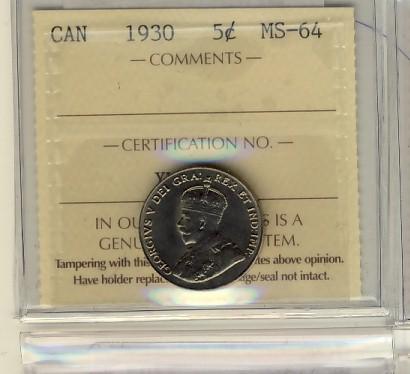 CAN 1930 5¢ MS-64
— COMMENTS —
— CERTIFICATION NO. —
GEORGIVS V DEI GRA: REX ET IND: IMP:
IN OU S IS A
GENU TEM.
Tampering with the tes above opinion.
Have holder replac age/seal not intact.